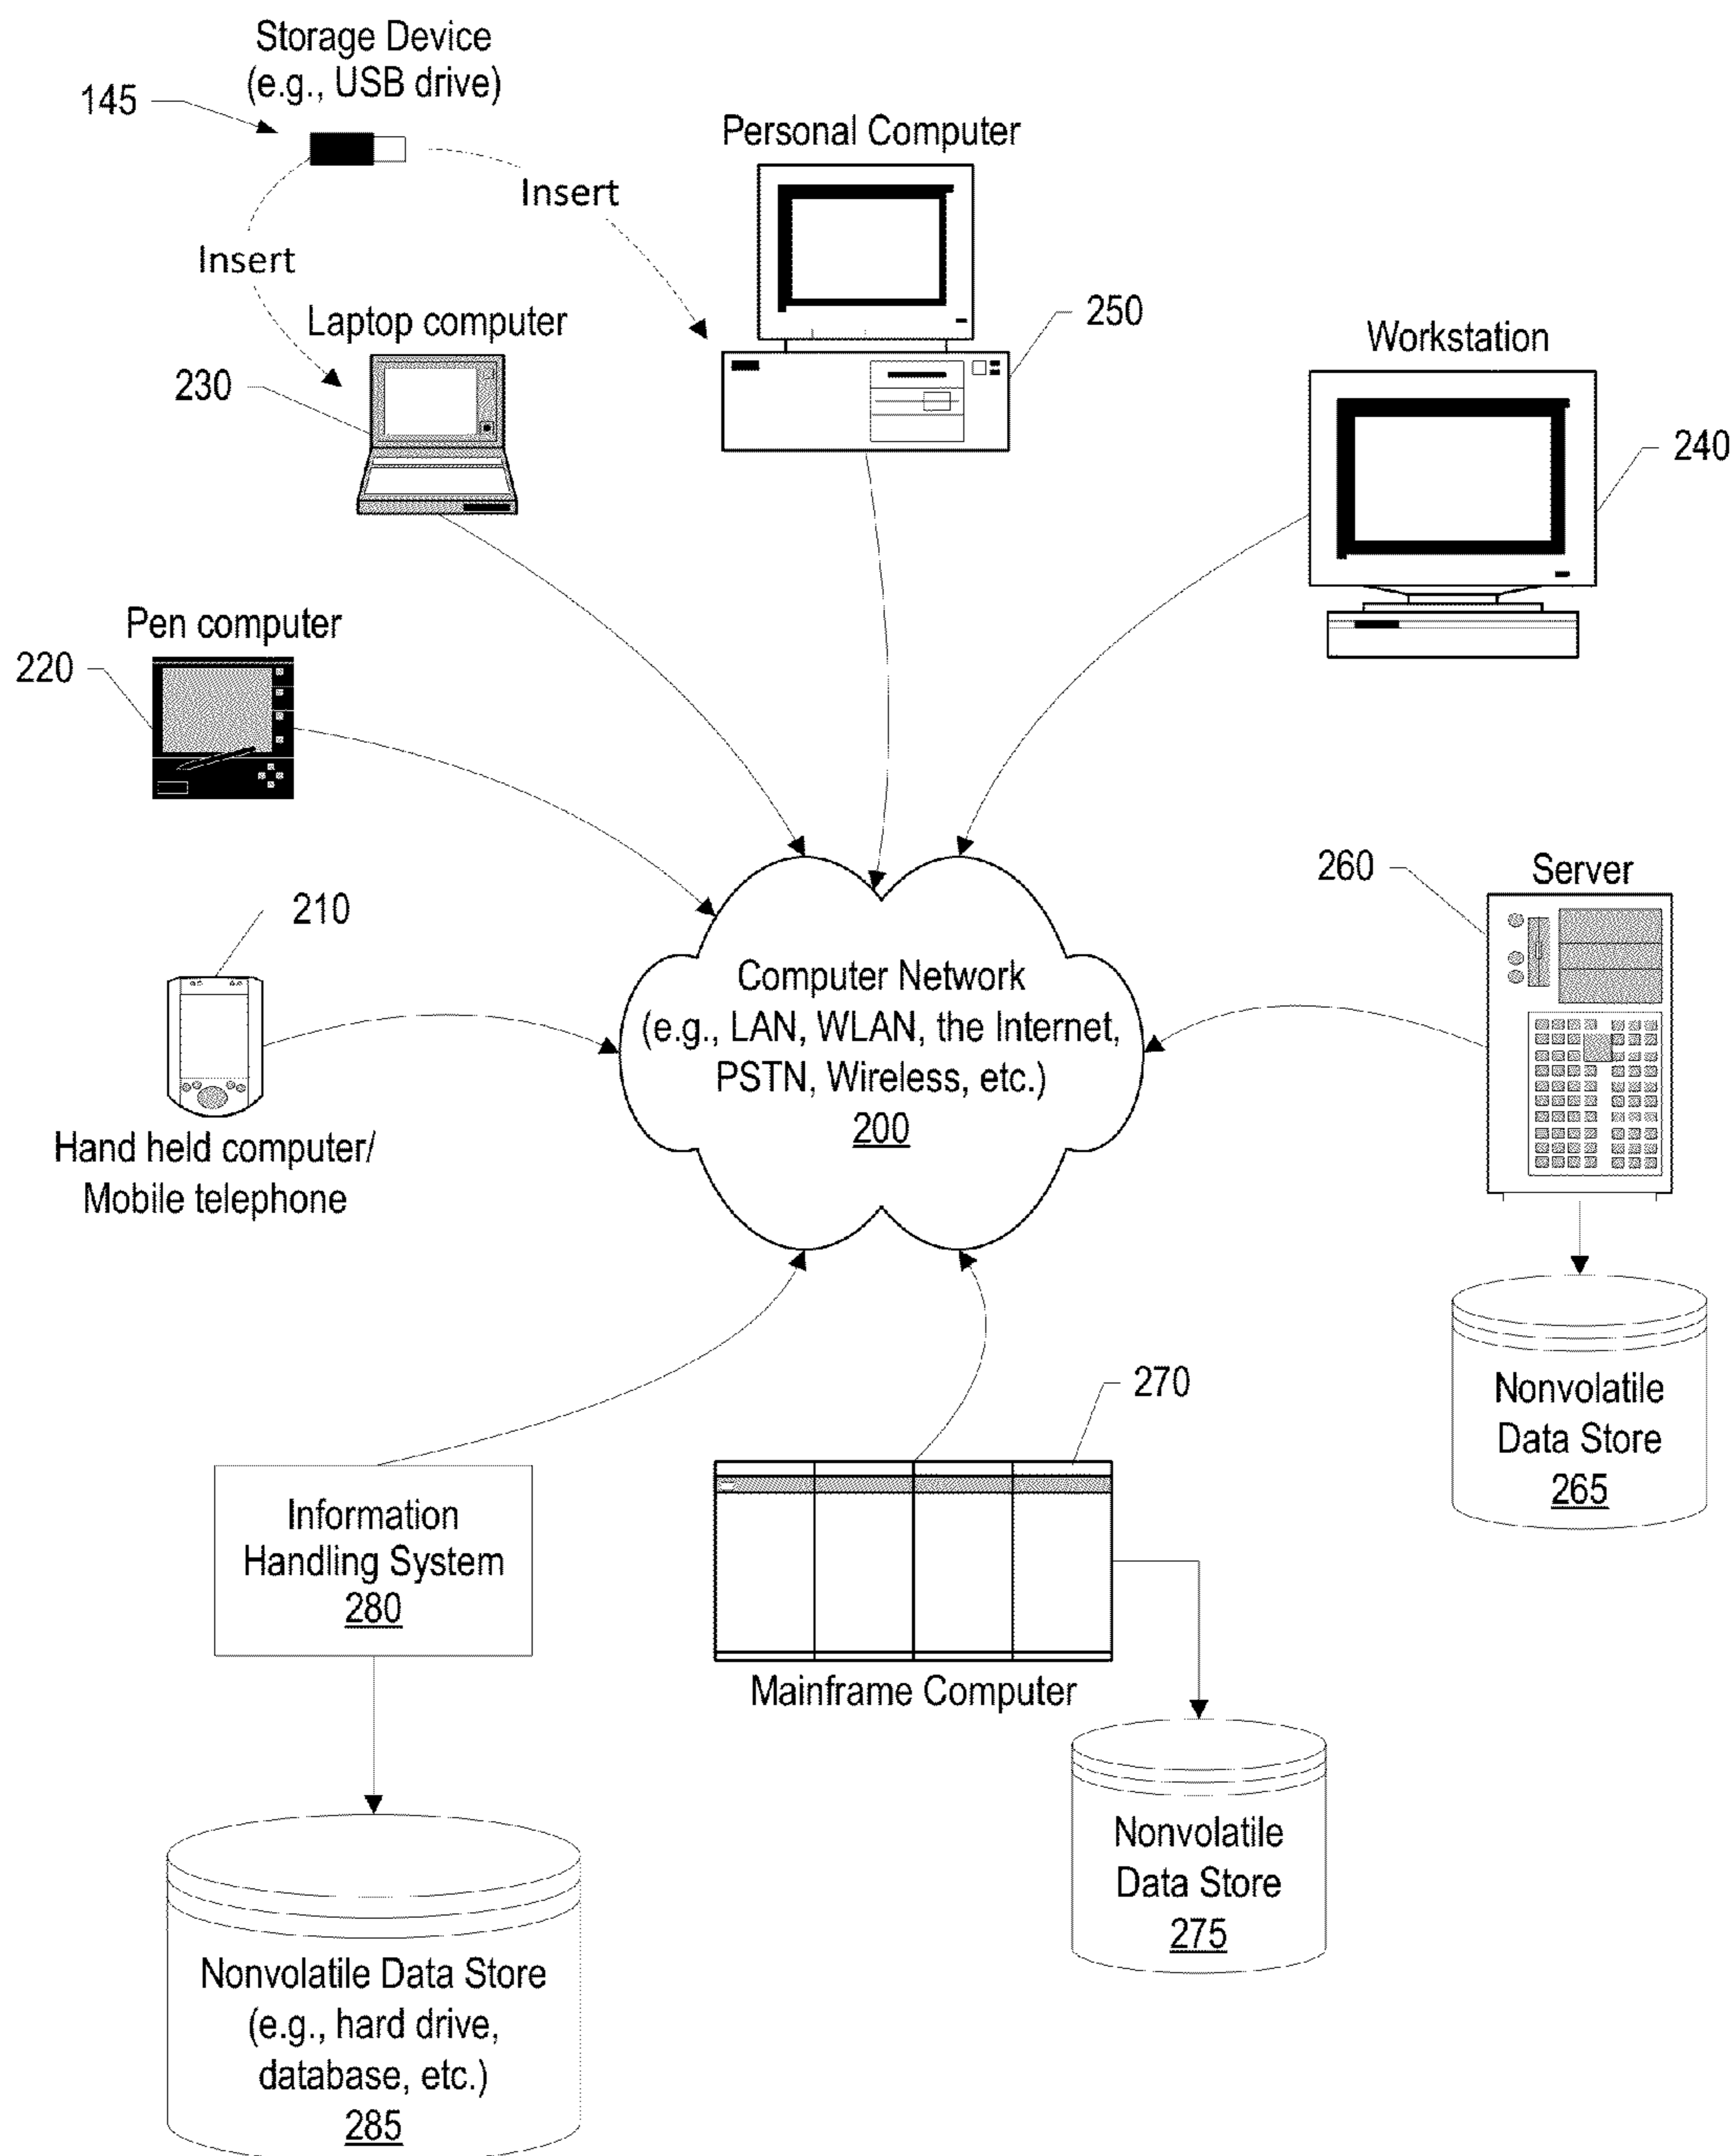 Storage Device
(e.g., USB drive)
145
Personal Computer
Insert
Insert
Laptop computer
250
Workstation
230
240
Pen computer
220
260
Server
210
Computer Network
(e.g., LAN, WLAN, the Internet,
PSTN, Wireless, etc.)
200
Hand held computer/
Mobile telephone
270
Nonvolatile
Data Store
265
Information
Handling System
280
Mainframe Computer
Nonvolatile
Data Store
275
Nonvolatile Data Store
(e.g., hard drive,
database, etc.)
285